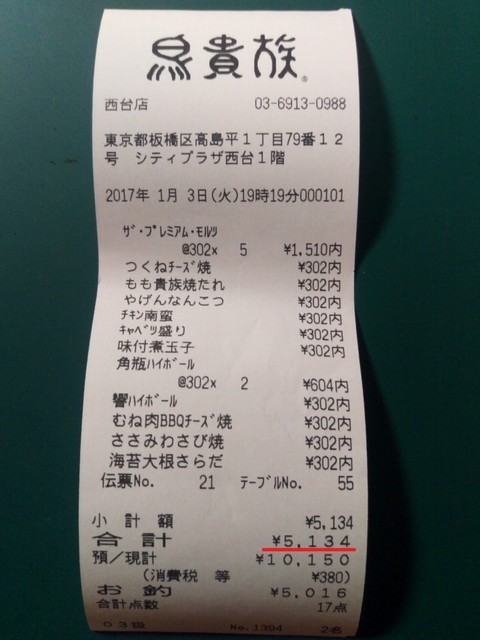 鳥貴族®
西台店 03-6913-0988
東京都板橋区高島平1丁目79番12
号 シティプラザ西台1階
2017年 1月 3日(火)19時19分000101
ザ・プレミアム・モルツ
@302× 5 ¥1,510内
つくねチーズ焼 ¥302内
もも貴族焼たれ ¥302内
やげんなんこつ ¥302内
チキン南蛮 ¥302内
キャベツ盛り ¥302内
味付煮玉子 ¥302内
角瓶ハイボール
@302× 2 ¥604内
響ハイボール ¥302内
むね肉BBQチーズ焼 ¥302内
ささみわさび焼 ¥302内
海苔大根さらだ ¥302内
伝票No. 21 テーブルNo. 55
小 計 額 ¥5,134
合 計 ¥5,134
預/現計 ¥10,150
(消費税 等 ¥380)
お 釣 ¥5,016
合計点数 17点
No.1304 2名